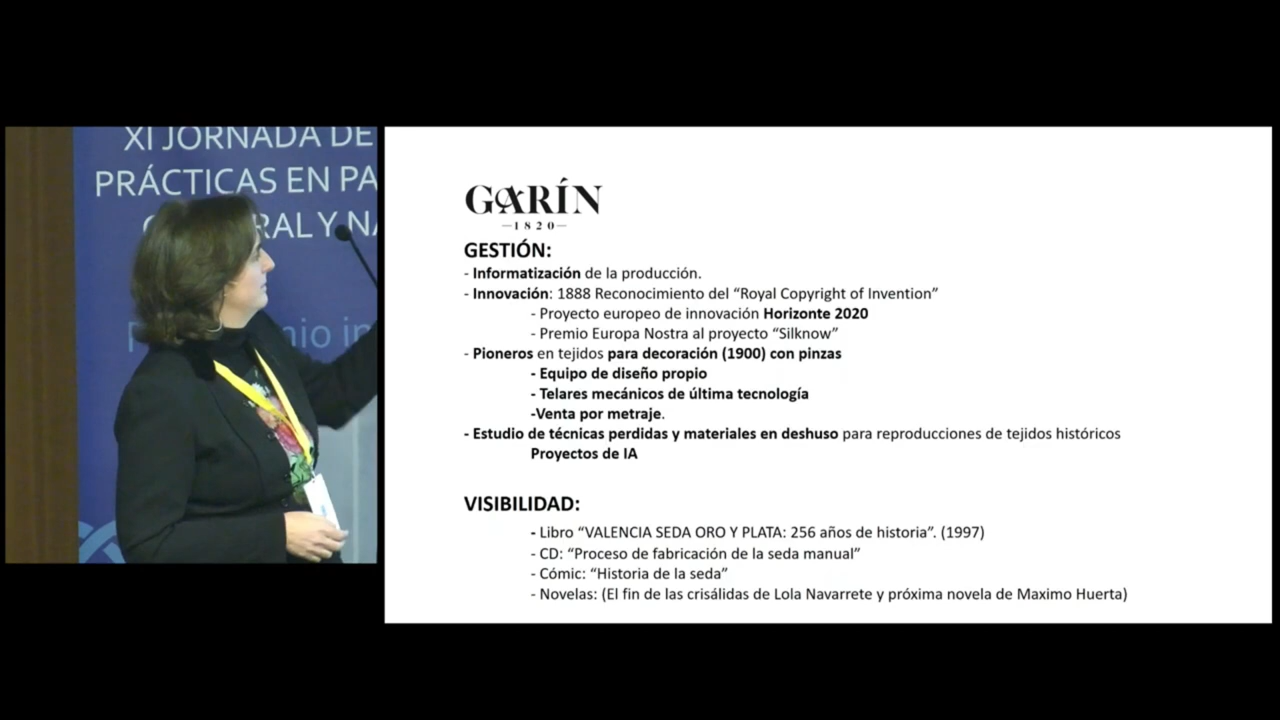 XI JORNADA DE
PRÁCTICAS EN PA
RAL Y NA
nio in
GARÍN
—1820—
GESTIÓN:
- Informatización de la producción.
- Innovación: 1888 Reconocimiento del “Royal Copyright of Invention”
- Proyecto europeo de innovación Horizonte 2020
- Premio Europa Nostra al proyecto “Silknow”
- Pioneros en tejidos para decoración (1900) con pinzas
- Equipo de diseño propio
- Telares mecánicos de última tecnología
-Venta por metraje.
- Estudio de técnicas perdidas y materiales en deshuso para reproducciones de tejidos históricos
Proyectos de IA
VISIBILIDAD:
- Libro “VALENCIA SEDA ORO Y PLATA: 256 años de historia”. (1997)
- CD: “Proceso de fabricación de la seda manual”
- Cómic: “Historia de la seda”
- Novelas: (El fin de las crisálidas de Lola Navarrete y próxima novela de Maximo Huerta)